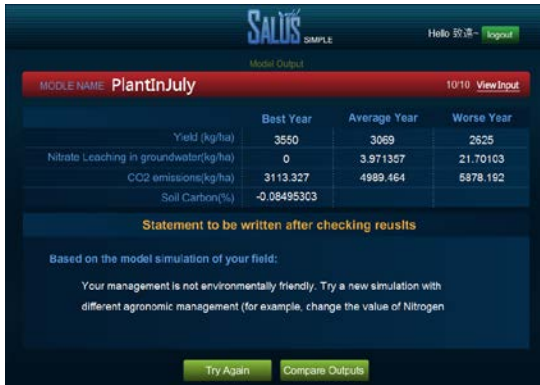 SALUS SIMPLE
Hello 致遠~ logout
Model Output
MODLE NAME PlantInJuly 10/10 ViewInput
Best Year Average Year Worse Year
Yield (kg/ha) 3550 3069 2625
Nitrate Leaching in groundwater(kg/ha) 0 3.971357 21.70103
CO2 emissions(kg/ha) 3113.327 4989.464 5878.192
Soil Carbon(%) -0.08495303
Statement to be written after checking reuslts
Based on the model simulation of your field:
Your management is not environmentally friendly. Try a new simulation with
different agronomic management (for example, change the value of Nitrogen
Try Again Compare Outputs